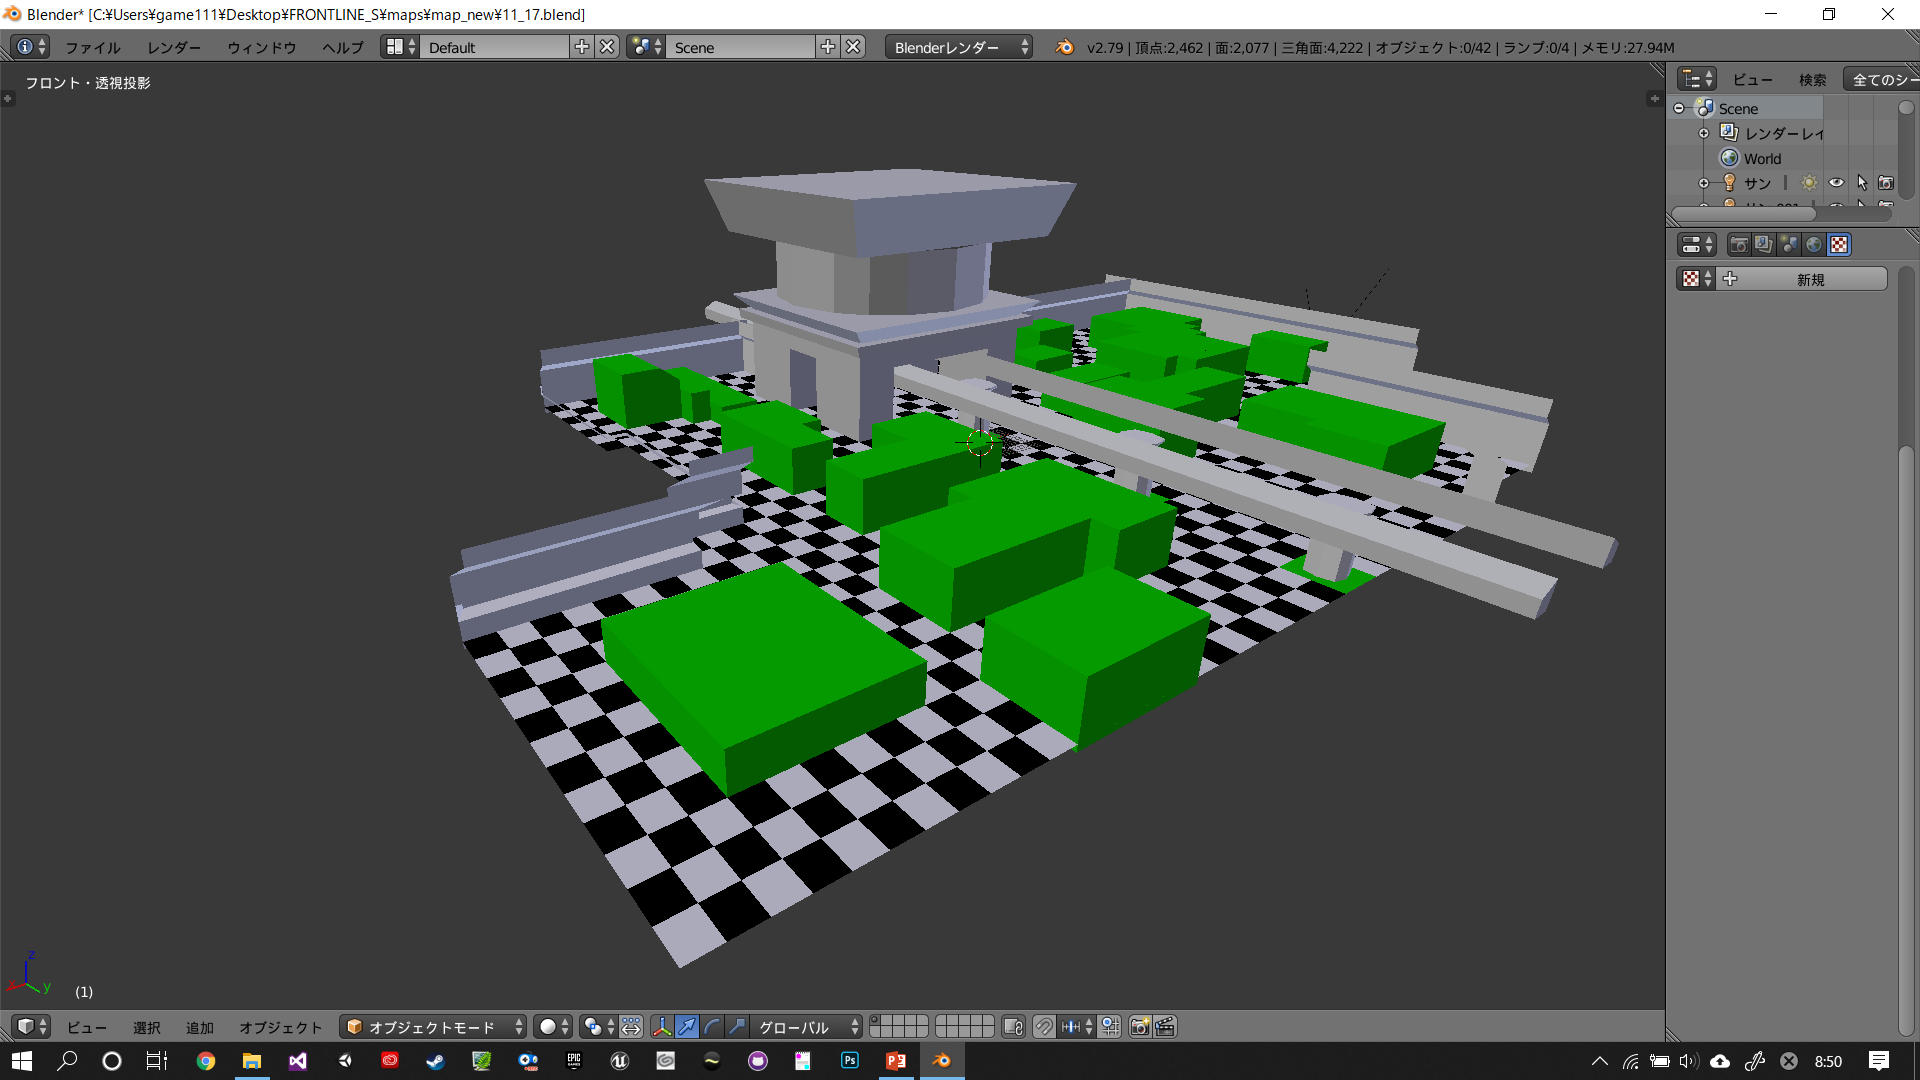 Blender* [C:¥Users¥game111¥Desktop¥FRONTLINE_S¥maps¥map_new¥11_17.blend]
ファイル レンダー ウィンドウ ヘルプ Default Scene Blenderレンダー v2.79 | 頂点:2,462 | 面:2,077 | 三角面:4,222 | オブジェクト:0/42 | ランプ:0/4 | メモリ:27.94M
フロント・透視投影
ビュー 検索 全てのシー
Scene
レンダーレイ
World
サン
新規
z
x y
(1)
ビュー 選択 追加 オブジェクト オブジェクトモード グローバル
EPIC GAMES
Ps
8:50